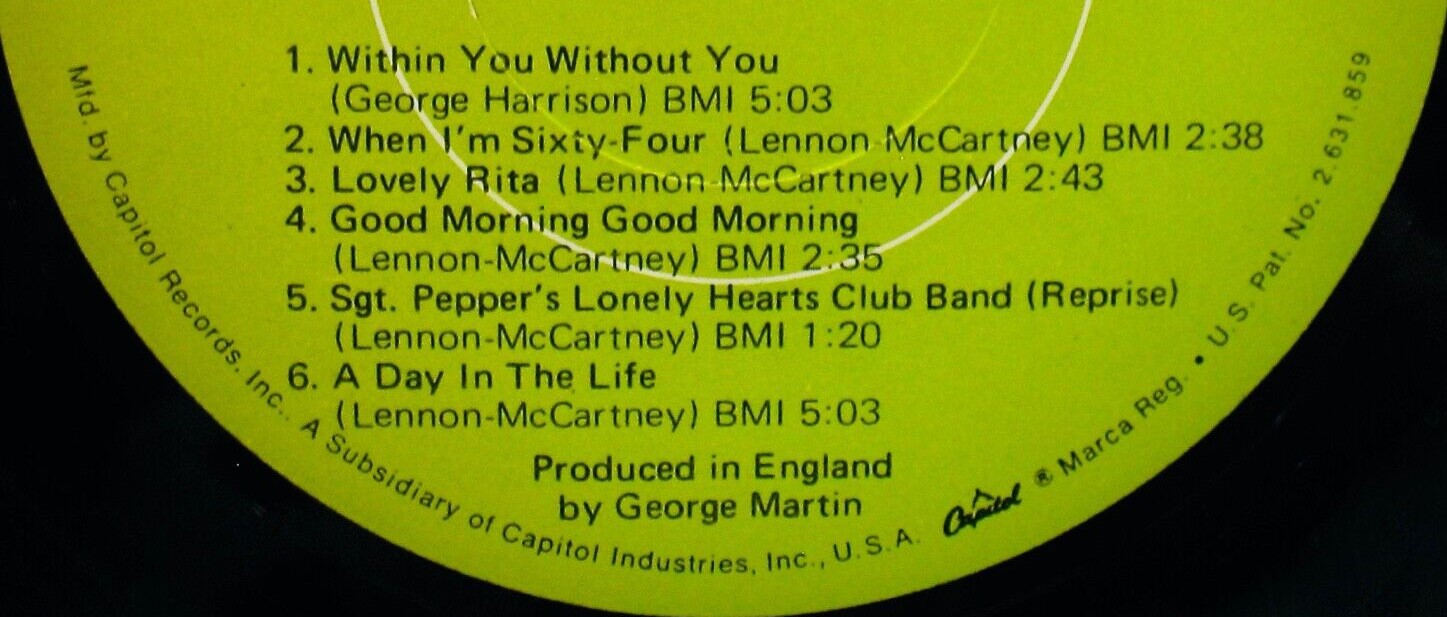 1. Within You Without You
(George Harrison) BMI 5:03
2. When I'm Sixty-Four (Lennon-McCartney) BMI 2:38
3. Lovely Rita (Lennon-McCartney) BMI 2:43
4. Good Morning Good Morning
(Lennon-McCartney) BMI 2:35
5. Sgt. Pepper's Lonely Hearts Club Band (Reprise)
(Lennon-McCartney) BMI 1:20
6. A Day In The Life
(Lennon-McCartney) BMI 5:03
Produced in England
by George Martin
Mfd. by Capitol Records, Inc., A Subsidiary of Capitol Industries, Inc., U.S.A. Capitol ® Marca Reg. • U.S. Pat. No. 2,631,859